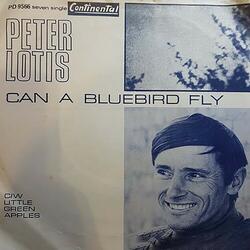 PD 9566 seven single Continental
PETER
LOTIS
CAN A BLUEBIRD FLY
C/W
LITTLE
GREEN
APPLES